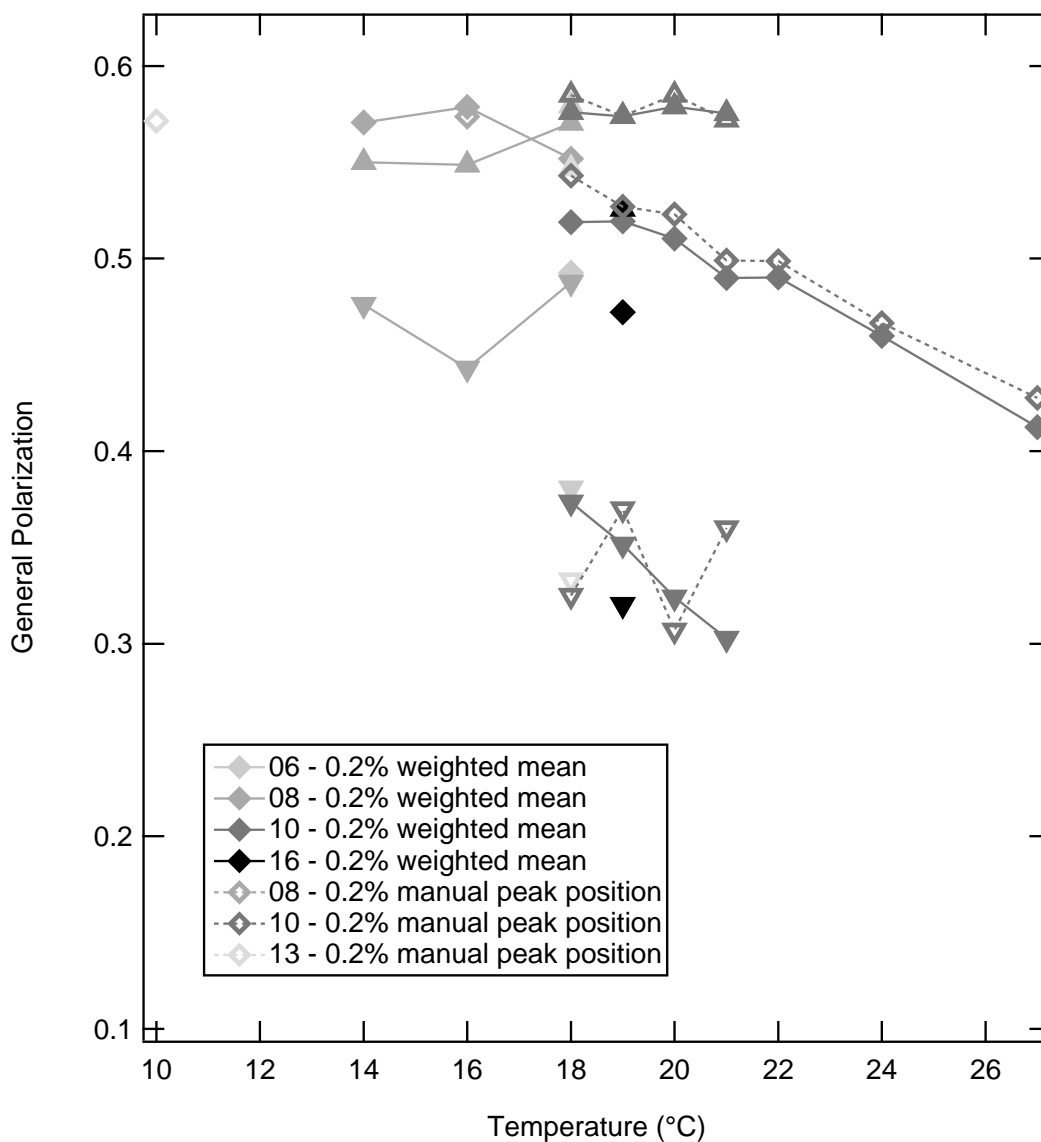 0.6
0.5
0.4
0.3
0.2
0.1
General Polarization
06 - 0.2% weighted mean
08 - 0.2% weighted mean
10 - 0.2% weighted mean
16 - 0.2% weighted mean
08 - 0.2% manual peak position
10 - 0.2% manual peak position
13 - 0.2% manual peak position
10 12 14 16 18 20 22 24 26
Temperature (°C)